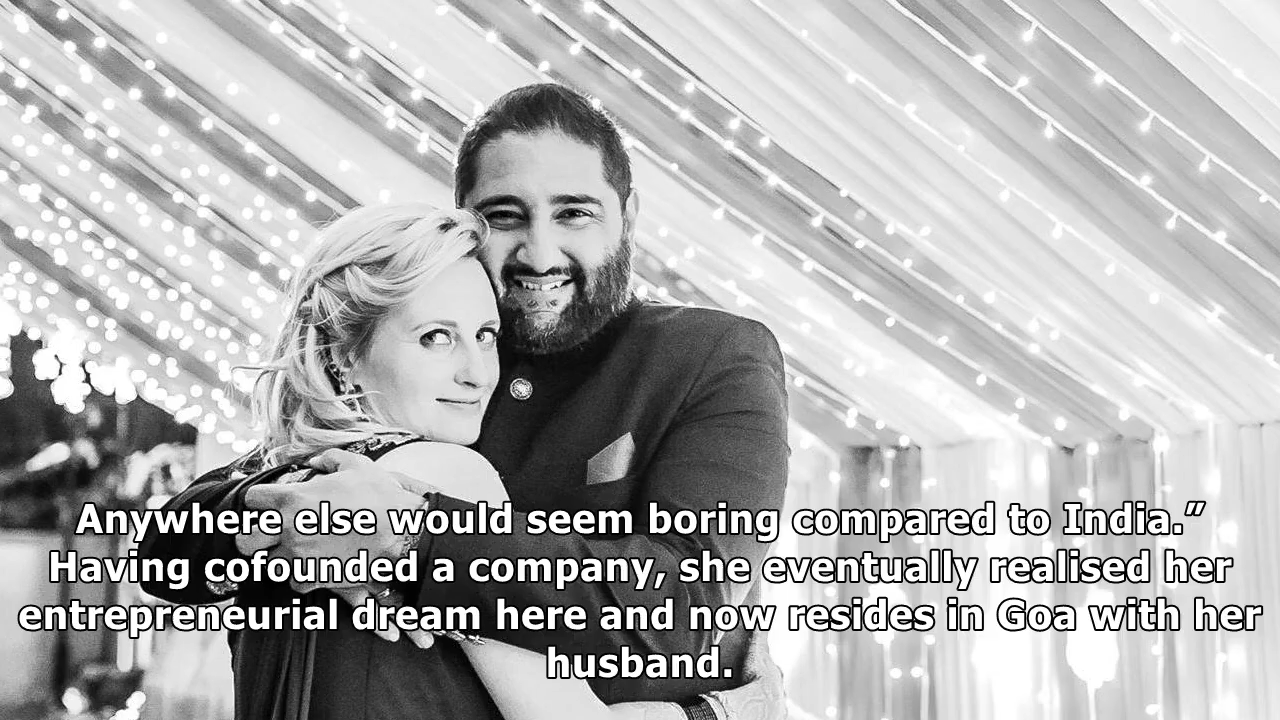 Anywhere else would seem boring compared to India.”
Having cofounded a company, she eventually realised her
entrepreneurial dream here and now resides in Goa with her
husband.